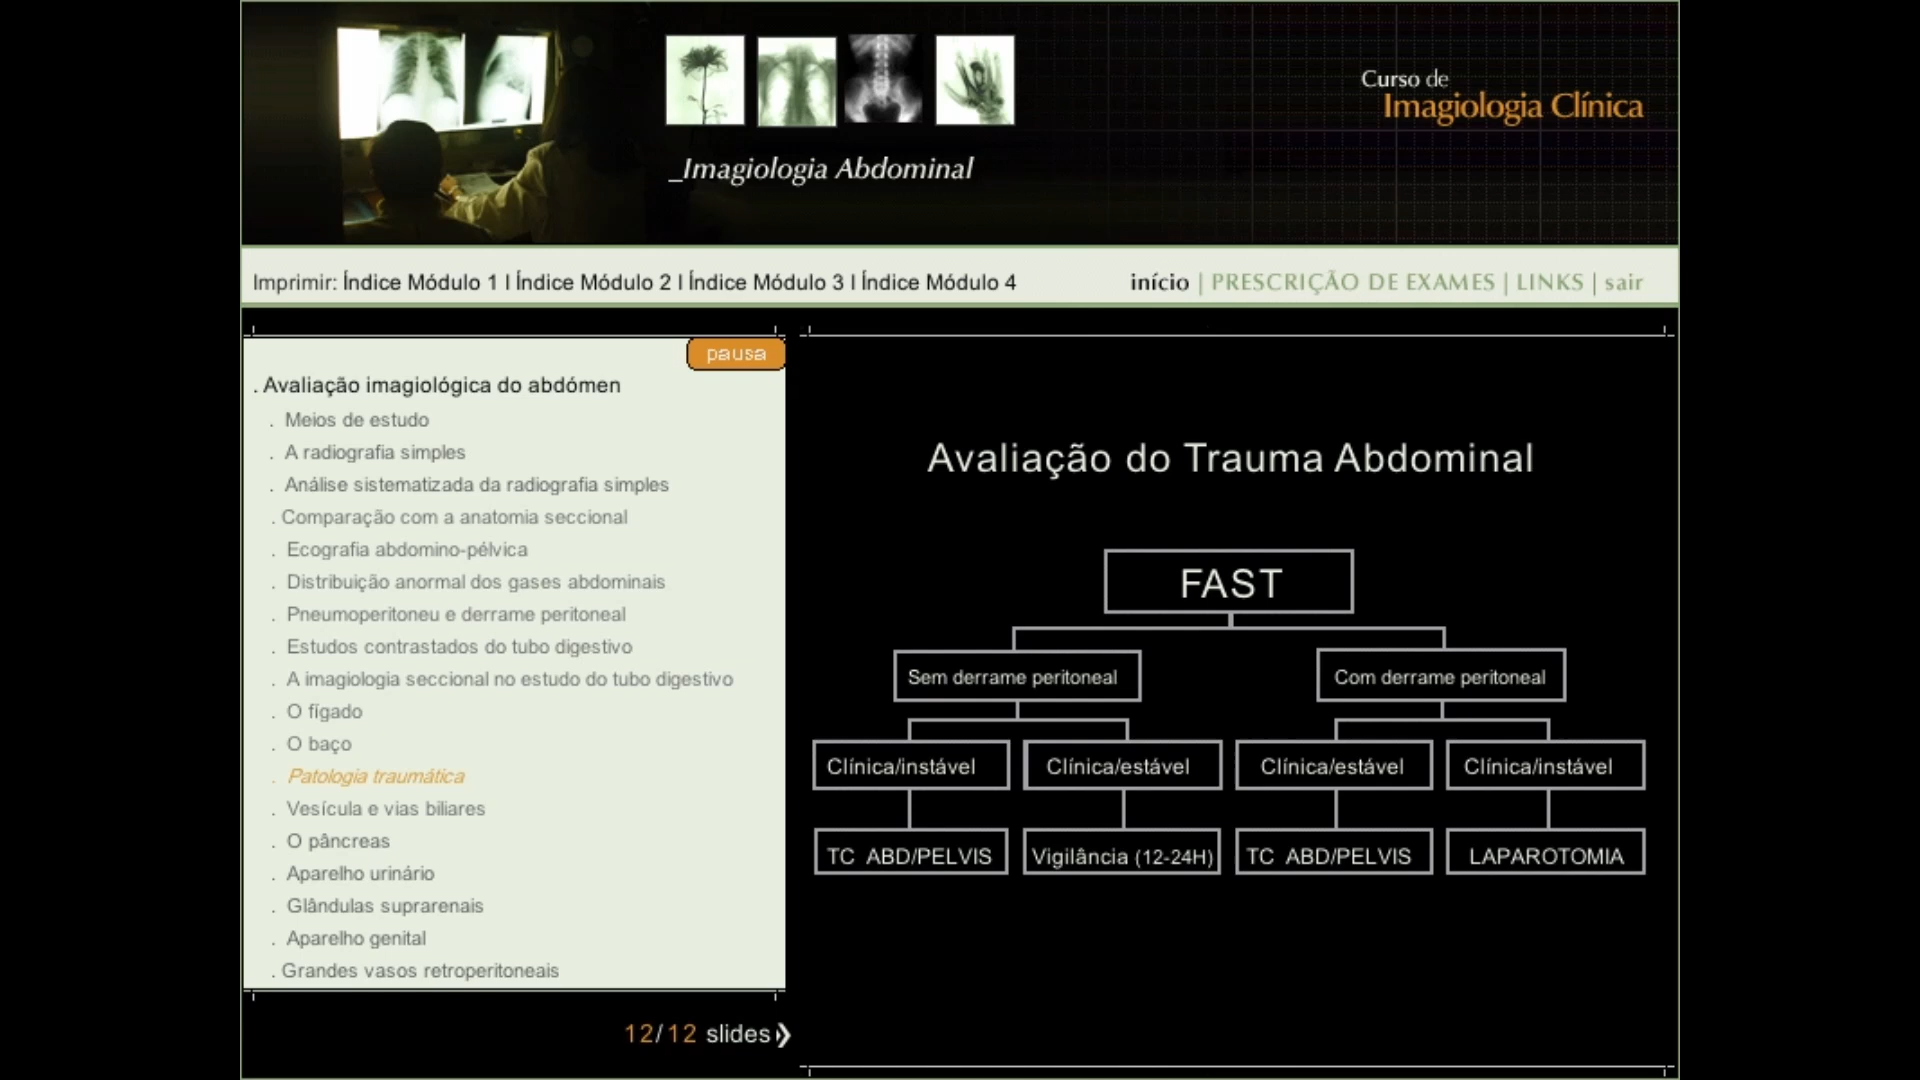 Curso de
Imagiologia Clínica
_Imagiologia Abdominal
Imprimir: Índice Módulo 1 I Índice Módulo 2 I Índice Módulo 3 I Índice Módulo 4
início | PRESCRIÇÃO DE EXAMES | LINKS | sair
pausa
. Avaliação imagiológica do abdómen
. Meios de estudo
. A radiografia simples
. Análise sistematizada da radiografia simples
. Comparação com a anatomia seccional
. Ecografia abdomino-pélvica
. Distribuição anormal dos gases abdominais
. Pneumoperitoneu e derrame peritoneal
. Estudos contrastados do tubo digestivo
. A imagiologia seccional no estudo do tubo digestivo
. O fígado
. O baço
. Patologia traumática
. Vesícula e vias biliares
. O pâncreas
. Aparelho urinário
. Glândulas suprarenais
. Aparelho genital
. Grandes vasos retroperitoneais
12/12 slides
Avaliação do Trauma Abdominal
FAST
Sem derrame peritoneal
Com derrame peritoneal
Clínica/instável
Clínica/estável
Clínica/estável
Clínica/instável
TC ABD/PELVIS
Vigilância (12-24H)
TC ABD/PELVIS
LAPAROTOMIA